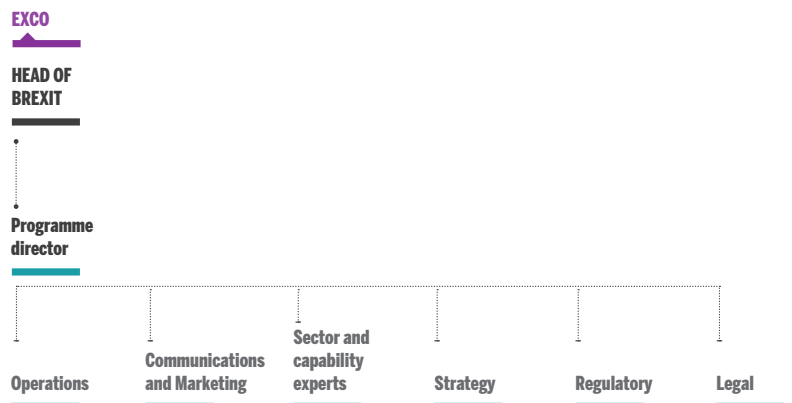 EXCO
HEAD OF
BREXIT
Programme
director
Operations
Communications
and Marketing
Sector and
capability
experts
Strategy
Regulatory
Legal